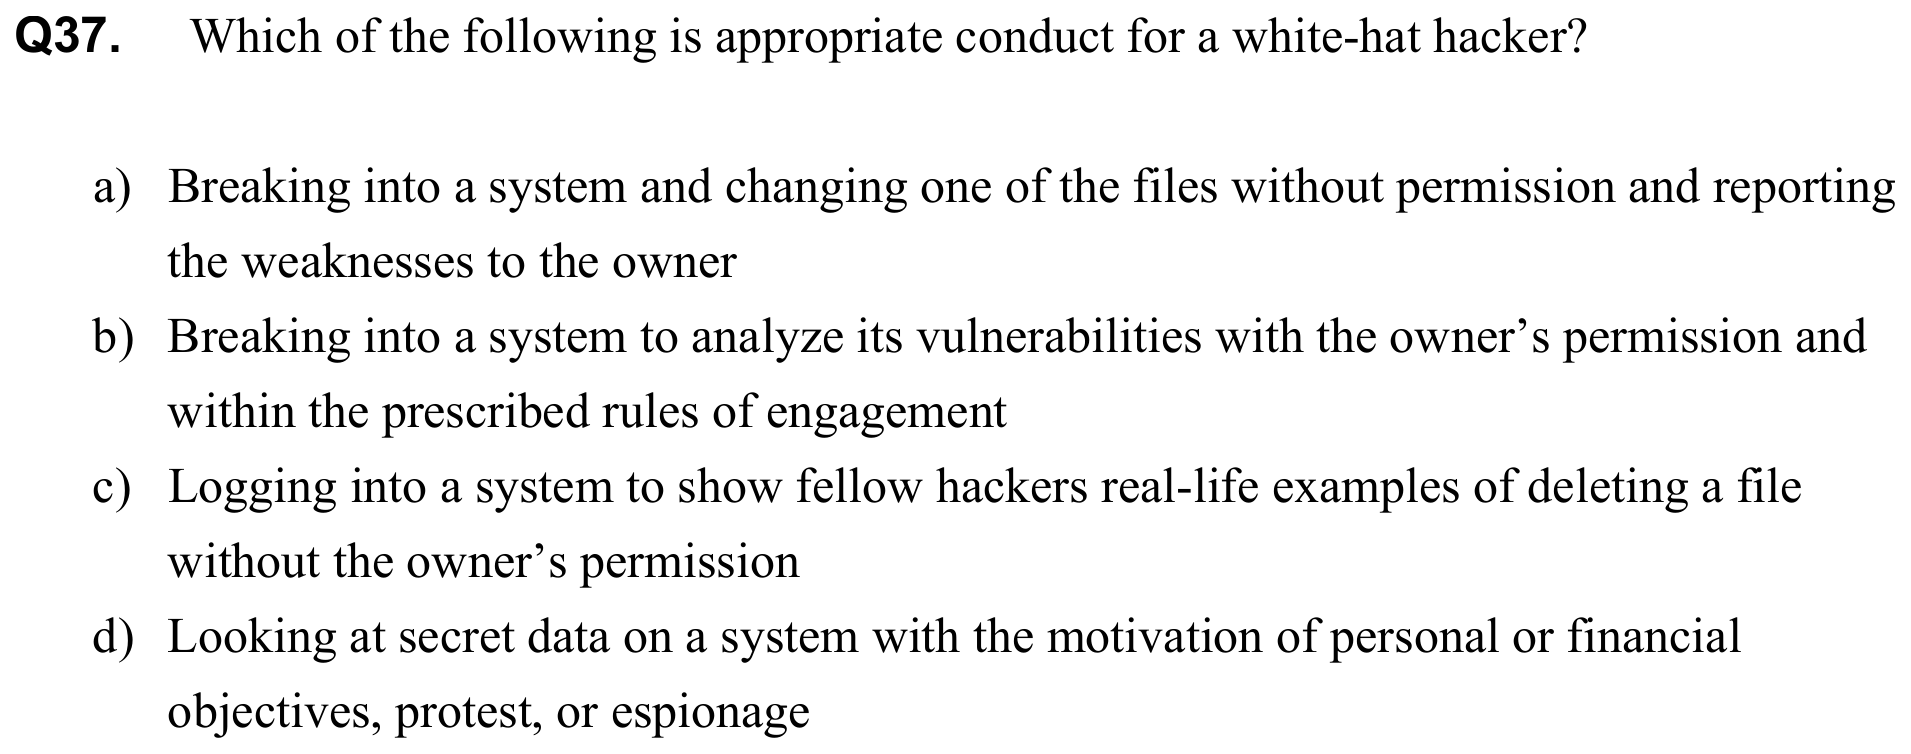 Q37. Which of the following is appropriate conduct for a white-hat hacker?
a) Breaking into a system and changing one of the files without permission and reporting
the weaknesses to the owner
b) Breaking into a system to analyze its vulnerabilities with the owner’s permission and
within the prescribed rules of engagement
c) Logging into a system to show fellow hackers real-life examples of deleting a file
without the owner’s permission
d) Looking at secret data on a system with the motivation of personal or financial
objectives, protest, or espionage